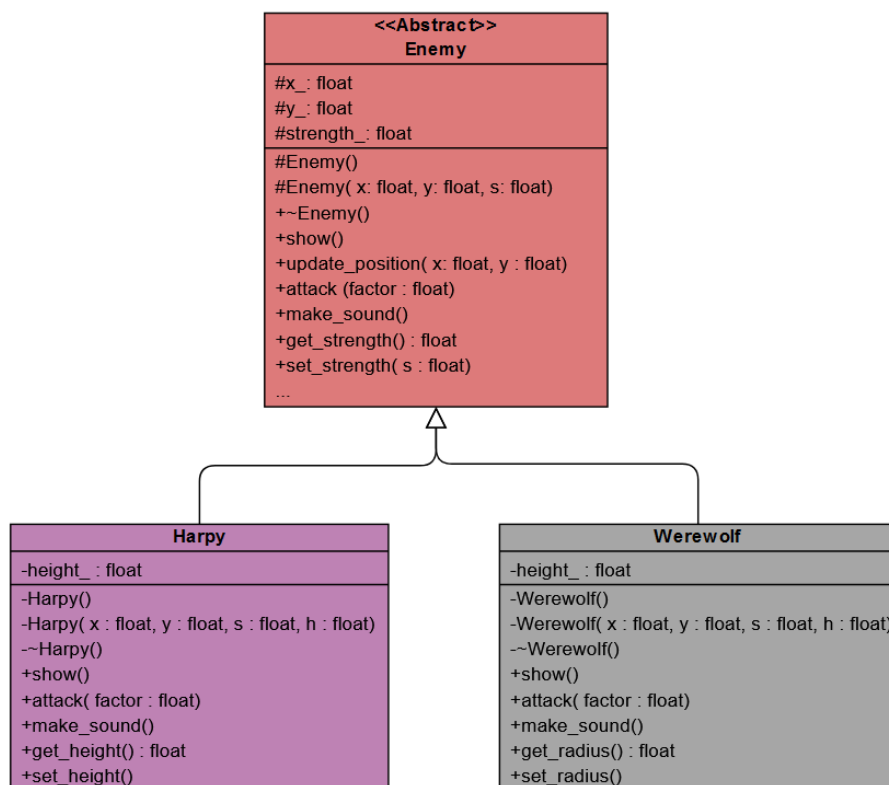 <<Abstract>>
Enemy
#x_: float
#y_: float
#strength_: float
#Enemy()
#Enemy( x: float, y: float, s: float)
+~Enemy()
+show()
+update_position( x: float, y : float)
+attack (factor : float)
+make_sound()
+get_strength() : float
+set_strength( s : float)
...
Harpy
-height_ : float
-Harpy()
-Harpy( x : float, y : float, s : float, h : float)
-~Harpy()
+show()
+attack( factor : float)
+make_sound()
+get_height() : float
+set_height()
Werewolf
-height_ : float
-Werewolf()
-Werewolf( x : float, y : float, s : float, h : float)
-~Werewolf()
+show()
+attack( factor : float)
+make_sound()
+get_radius() : float
+set_radius()